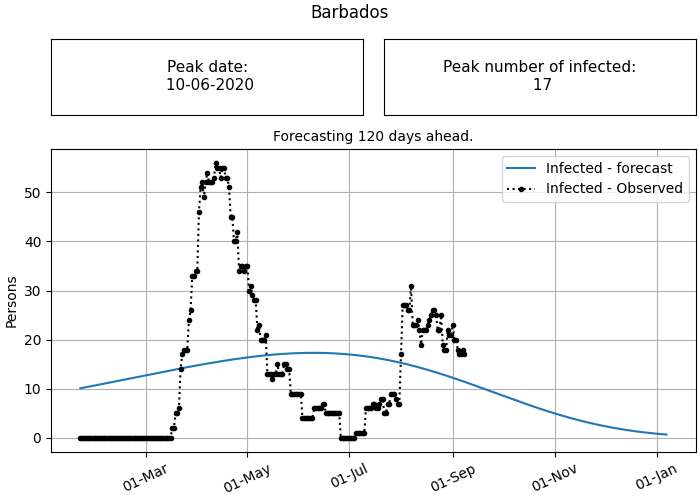 Barbados
Peak date:
10-06-2020
Peak number of infected:
17
Forecasting 120 days ahead.
Infected - forecast
Infected - Observed
Persons
50
40
30
20
10
0
01-Mar
01-May
01-Jul
01-Sep
01-Nov
01-Jan